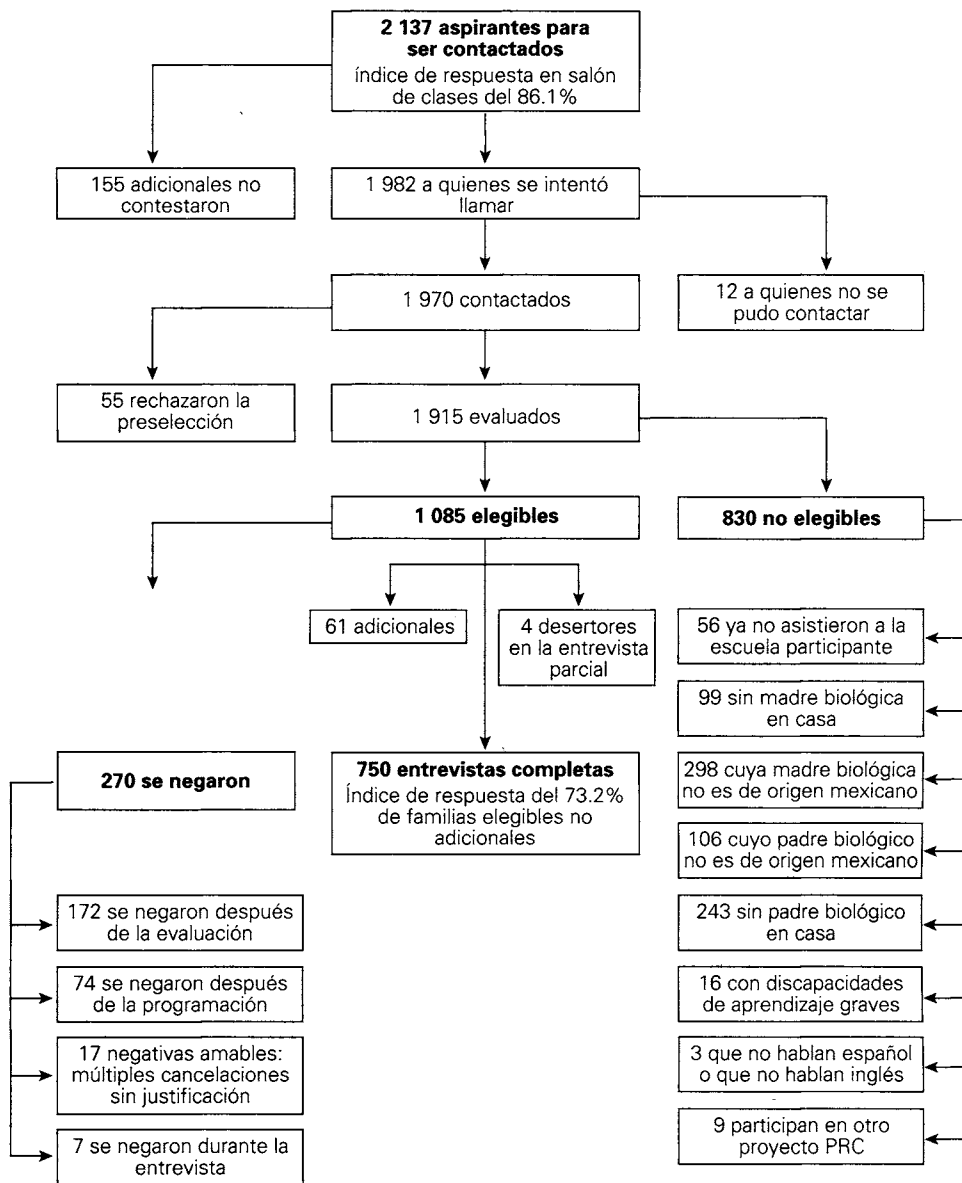 2 137 aspirantes para
ser contactados
índice de respuesta en salón
de clases del 86.1%
155 adicionales no
contestaron
1 982 a quienes se intentó
llamar
1 970 contactados
12 a quienes no se
pudo contactar
55 rechazaron la
preselección
1 915 evaluados
1 085 elegibles
830 no elegibles
61 adicionales
4 desertores
en la entrevista
parcial
56 ya no asistieron a la
escuela participante
99 sin madre biológica
en casa
270 se negaron
750 entrevistas completas
Índice de respuesta del 73.2%
de familias elegibles no
adicionales
298 cuya madre biológica
no es de origen mexicano
106 cuyo padre biológico
no es de origen mexicano
172 se negaron después
de la evaluación
243 sin padre biológico
en casa
74 se negaron después
de la programación
16 con discapacidades
de aprendizaje graves
17 negativas amables:
múltiples cancelaciones
sin justificación
3 que no hablan español
o que no hablan inglés
7 se negaron durante la
entrevista
9 participan en otro
proyecto PRC